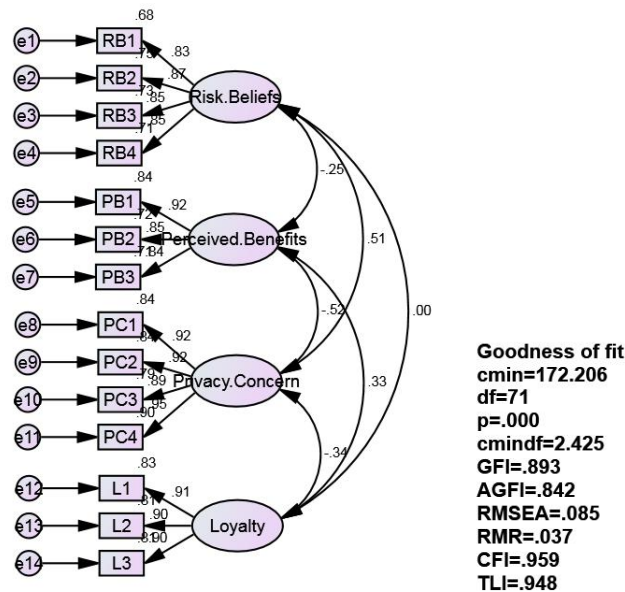 .68
e1 RB1 .83
.75
e2 RB2 .87
.73
Risk.Beliefs
e3 RB3 .85
.71
e4 RB4 .85
-.25
.84
e5 PB1 .92
.72
e6 PB2 .85
Perceived.Benefits
.51
.71
e7 PB3 .84
.84
-.52
.00
e8 PC1 .92
.84
e9 PC2 .92
.79
Privacy.Concern
.33
e10 PC3 .89
.90
e11 PC4 .95
-.34
.83
e12 L1 .91
.81
e13 L2 .90
Loyalty
.81
e14 L3 .90
Goodness of fit
cmin=172.206
df=71
p=.000
cmindf=2.425
GFI=.893
AGFI=.842
RMSEA=.085
RMR=.037
CFI=.959
TLI=.948